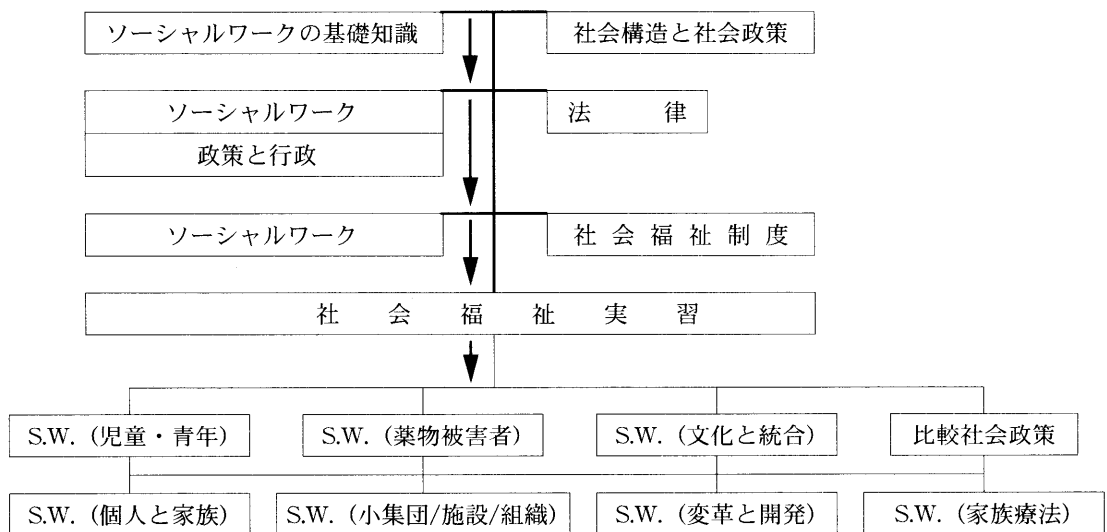 ソーシャルワークの基礎知識 社会構造と社会政策
ソーシャルワーク 法律
政策と行政
ソーシャルワーク 社会福祉制度
社会福祉実習
S.W.(児童・青年) S.W.(薬物被害者) S.W.(文化と統合) 比較社会政策
S.W.(個人と家族) S.W.(小集団/施設/組織) S.W.(変革と開発) S.W.(家族療法)